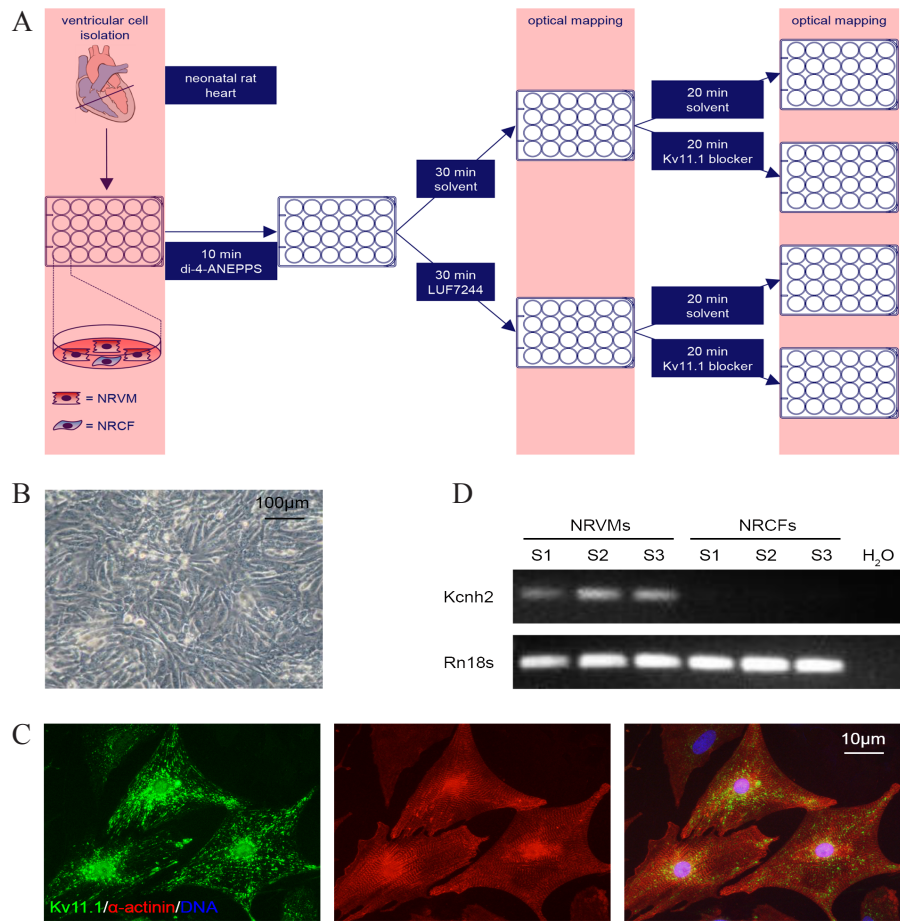 A
ventricular cell
isolation
neonatal rat
heart
10 min
di-4-ANEPPS
= NRVM
= NRCF
30 min
solvent
30 min
LUF7244
optical mapping
20 min
solvent
20 min
Kv11.1 blocker
20 min
solvent
20 min
Kv11.1 blocker
optical mapping
B
100µm
D
NRVMs NRCFs
S1 S2 S3 S1 S2 S3 H₂O
Kcnh2
Rn18s
C
Kv11.1/α-actinin/DNA
10µm